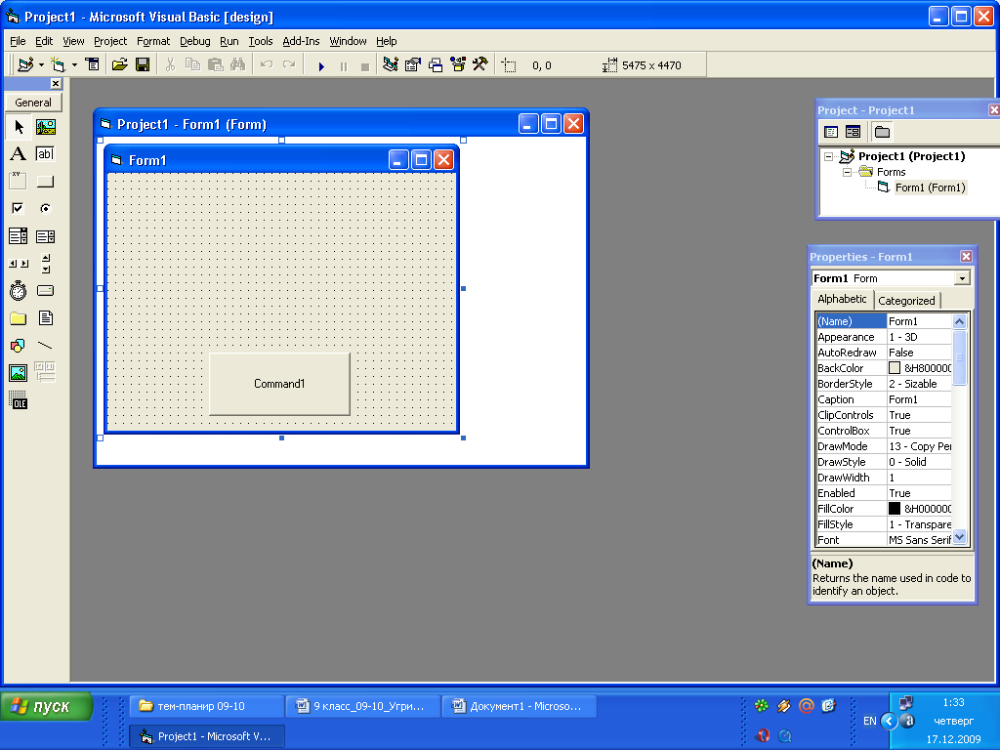 Project1 - Microsoft Visual Basic [design]
File Edit View Project Format Debug Run Tools Add-Ins Window Help
0, 0 5475 x 4470
General
A ab|
xy
OLE
Project1 - Form1 (Form)
Form1
Command1
Project - Project1
Project1 (Project1)
Forms
Form1 (Form1)
Properties - Form1
Form1 Form
Alphabetic Categorized
(Name) Form1
Appearance 1 - 3D
AutoRedraw False
BackColor &H800000
BorderStyle 2 - Sizable
Caption Form1
ClipControls True
ControlBox True
DrawMode 13 - Copy Pe
DrawStyle 0 - Solid
DrawWidth 1
Enabled True
FillColor &H000000
FillStyle 1 - Transpare
Font MS Sans Serif
(Name)
Returns the name used in code to
identify an object.
пуск
тем-планир 09-10 9 класс_09-10_Угри... Документ1 - Microso...
Project1 - Microsoft V...
EN
1:33
четверг
17.12.2009